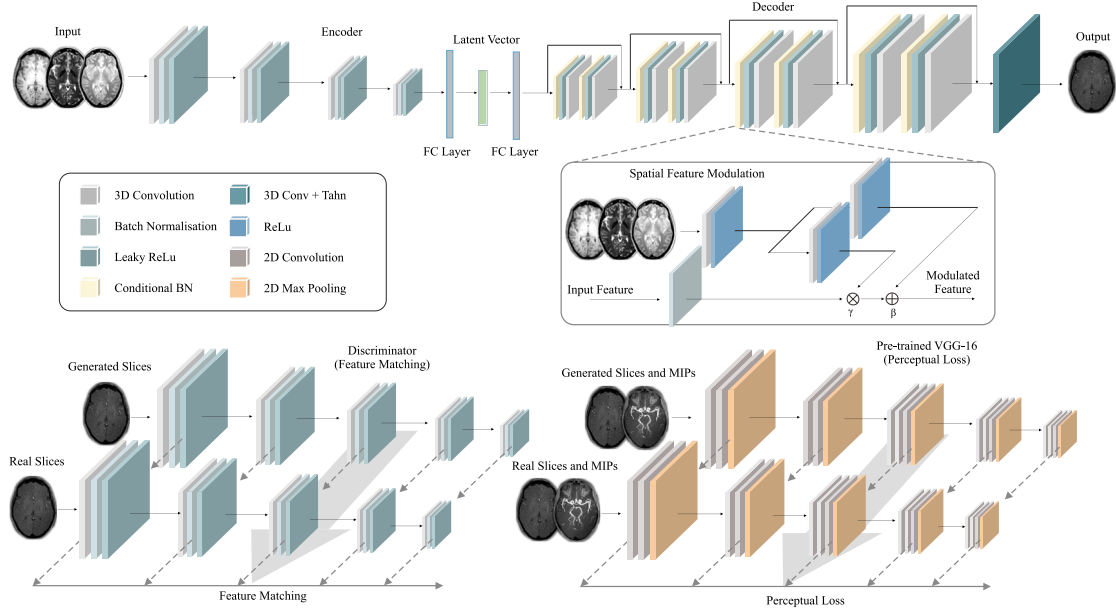 Input
Encoder
Latent Vector
Decoder
Output
FC Layer
FC Layer
3D Convolution
3D Conv + Tahn
Batch Normalisation
ReLu
Leaky ReLu
2D Convolution
Conditional BN
2D Max Pooling
Spatial Feature Modulation
Input Feature
Modulated
Feature
γ
β
Discriminator
(Feature Matching)
Generated Slices
Real Slices
Feature Matching
Pre-trained VGG-16
(Perceptual Loss)
Generated Slices and MIPs
Real Slices and MIPs
Perceptual Loss